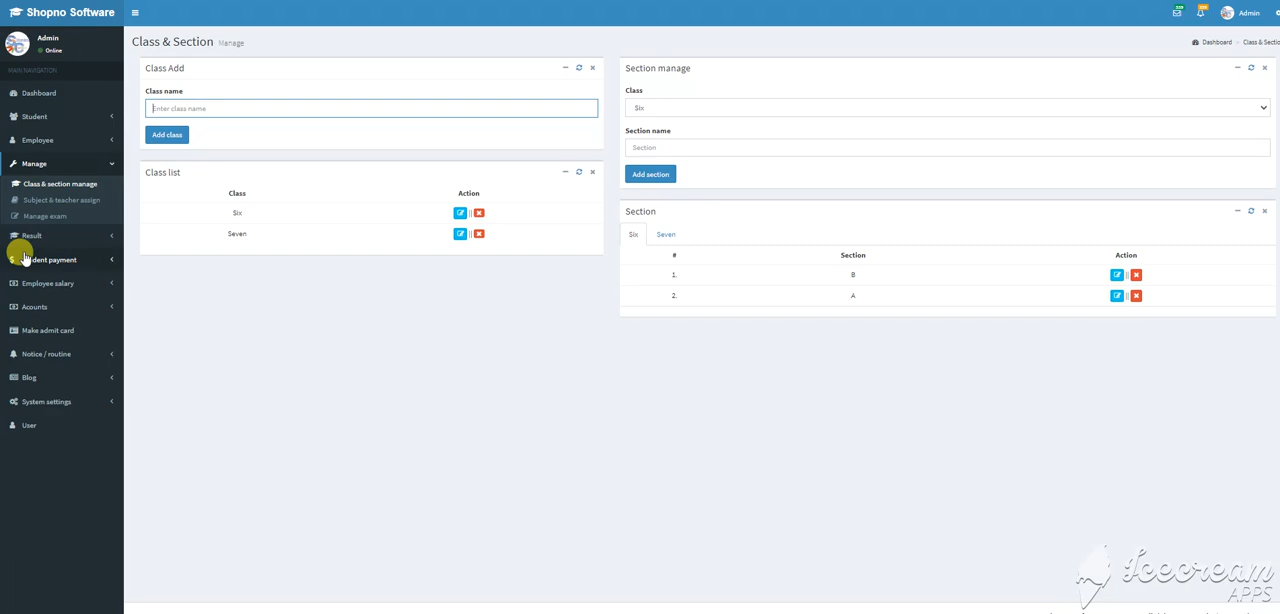 Shopno Software
339
280
Admin
Admin
Online
MAIN NAVIGATION
Dashboard
Student
Employee
Manage
Class & section manage
Subject & teacher assign
Manage exam
Result
$ dent payment
Employee salary
Acounts
Make admit card
Notice / routine
Blog
System settings
User
Class & Section Manage
Dashboard > Class & Sectio
Class Add
Class name
Enter class name
Add class
Class list
Class Action
Six ||
Seven ||
Section manage
Class
Six
Section name
Section
Add section
Section
Six Seven
# Section Action
1. B ||
2. A ||
Icecream
APPS